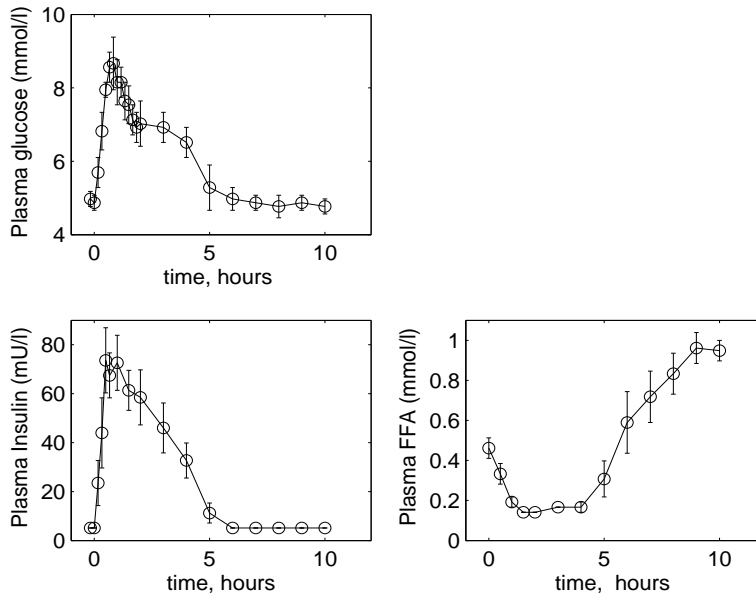 10
8
6
4
Plasma glucose (mmol/l)
0 5 10
time, hours
80
60
40
20
0
Plasma Insulin (mU/l)
0 5 10
time, hours
1
0.8
0.6
0.4
0.2
0
Plasma FFA (mmol/l)
0 5 10
time, hours